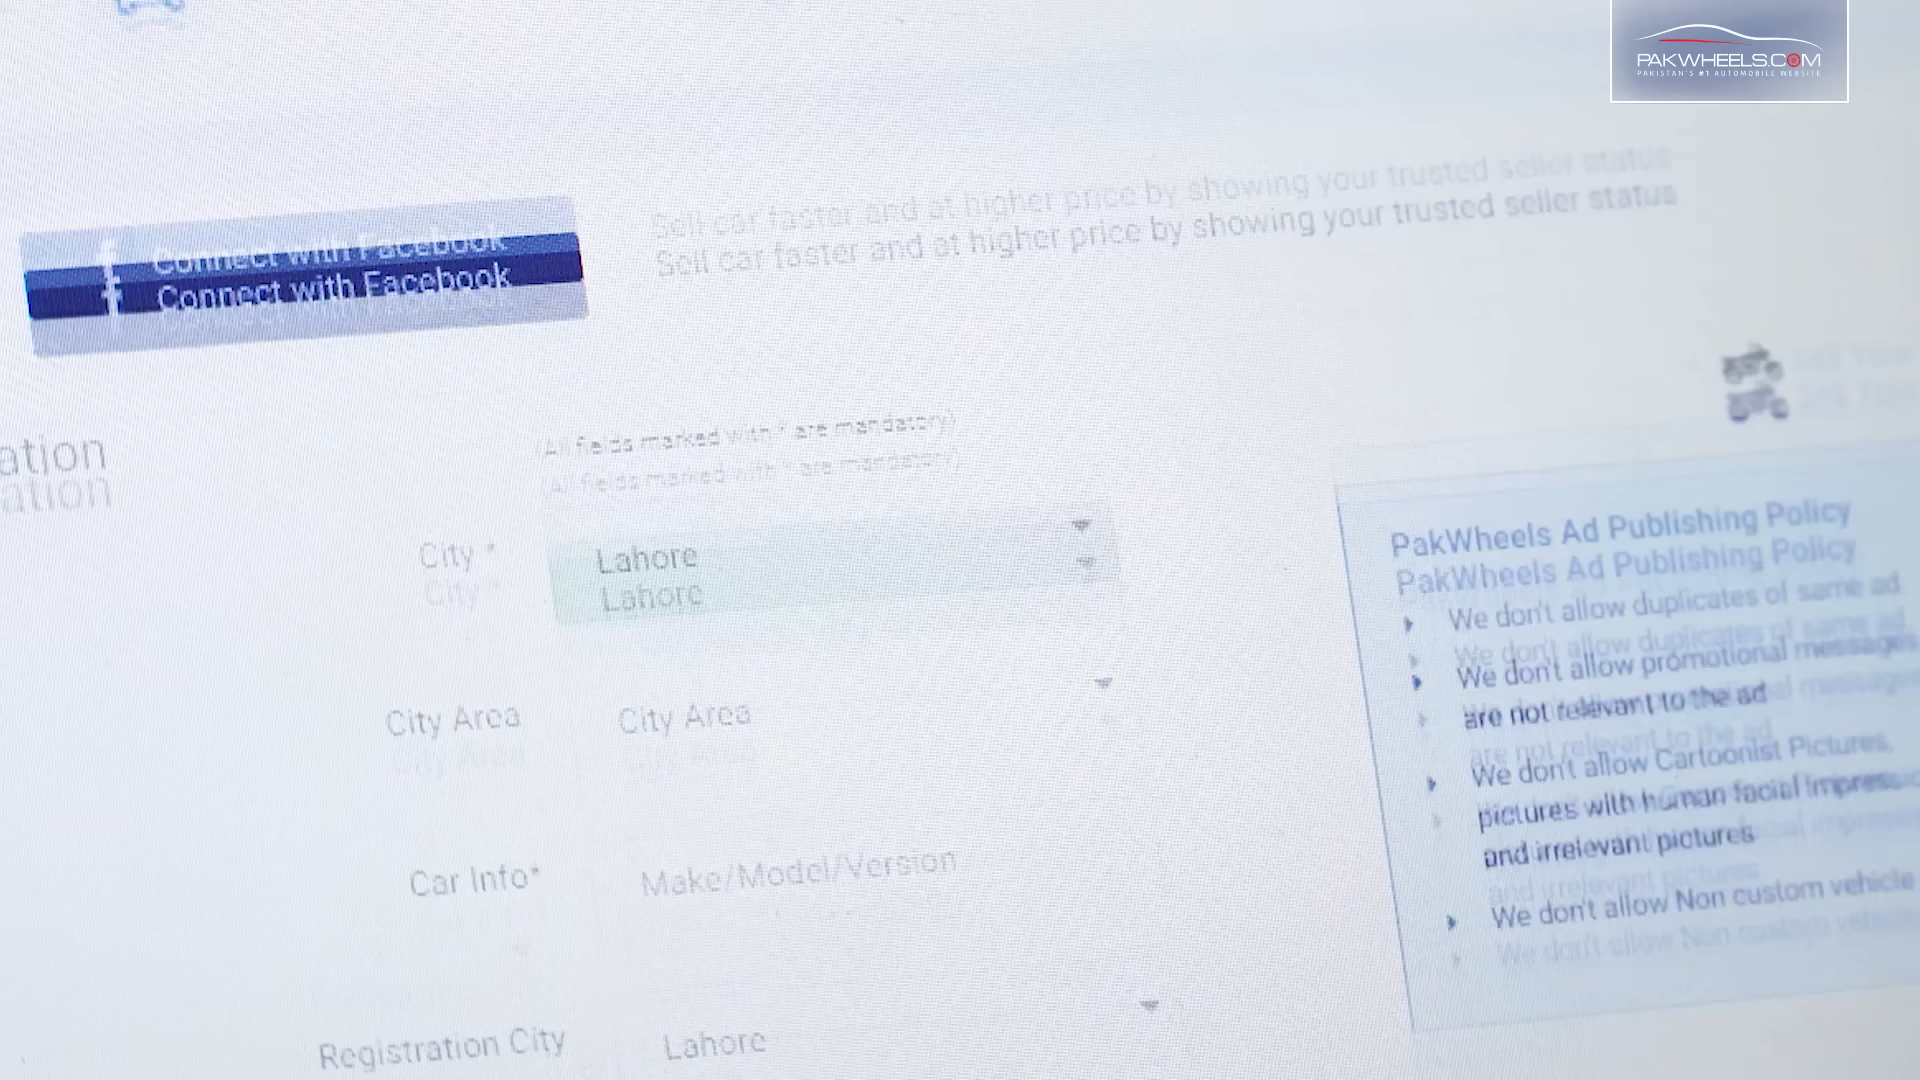 PAKWHEELS.COM
PAKISTAN'S #1 AUTOMOBILE WEBSITE
f Connect with Facebook
Sell car faster and at higher price by showing your trusted seller status
Sell Your
ation
(All fields marked with * are mandatory)
City *
Lahore
City Area
City Area
Car Info*
Make/Model/Version
Registration City
Lahore
PakWheels Ad Publishing Policy
We don't allow duplicates of same ad
We don't allow promotional messages
are not relevant to the ad
We don't allow Cartoonist Pictures,
pictures with human facial
and irrelevant pictures
We don't allow Non custom vehicle